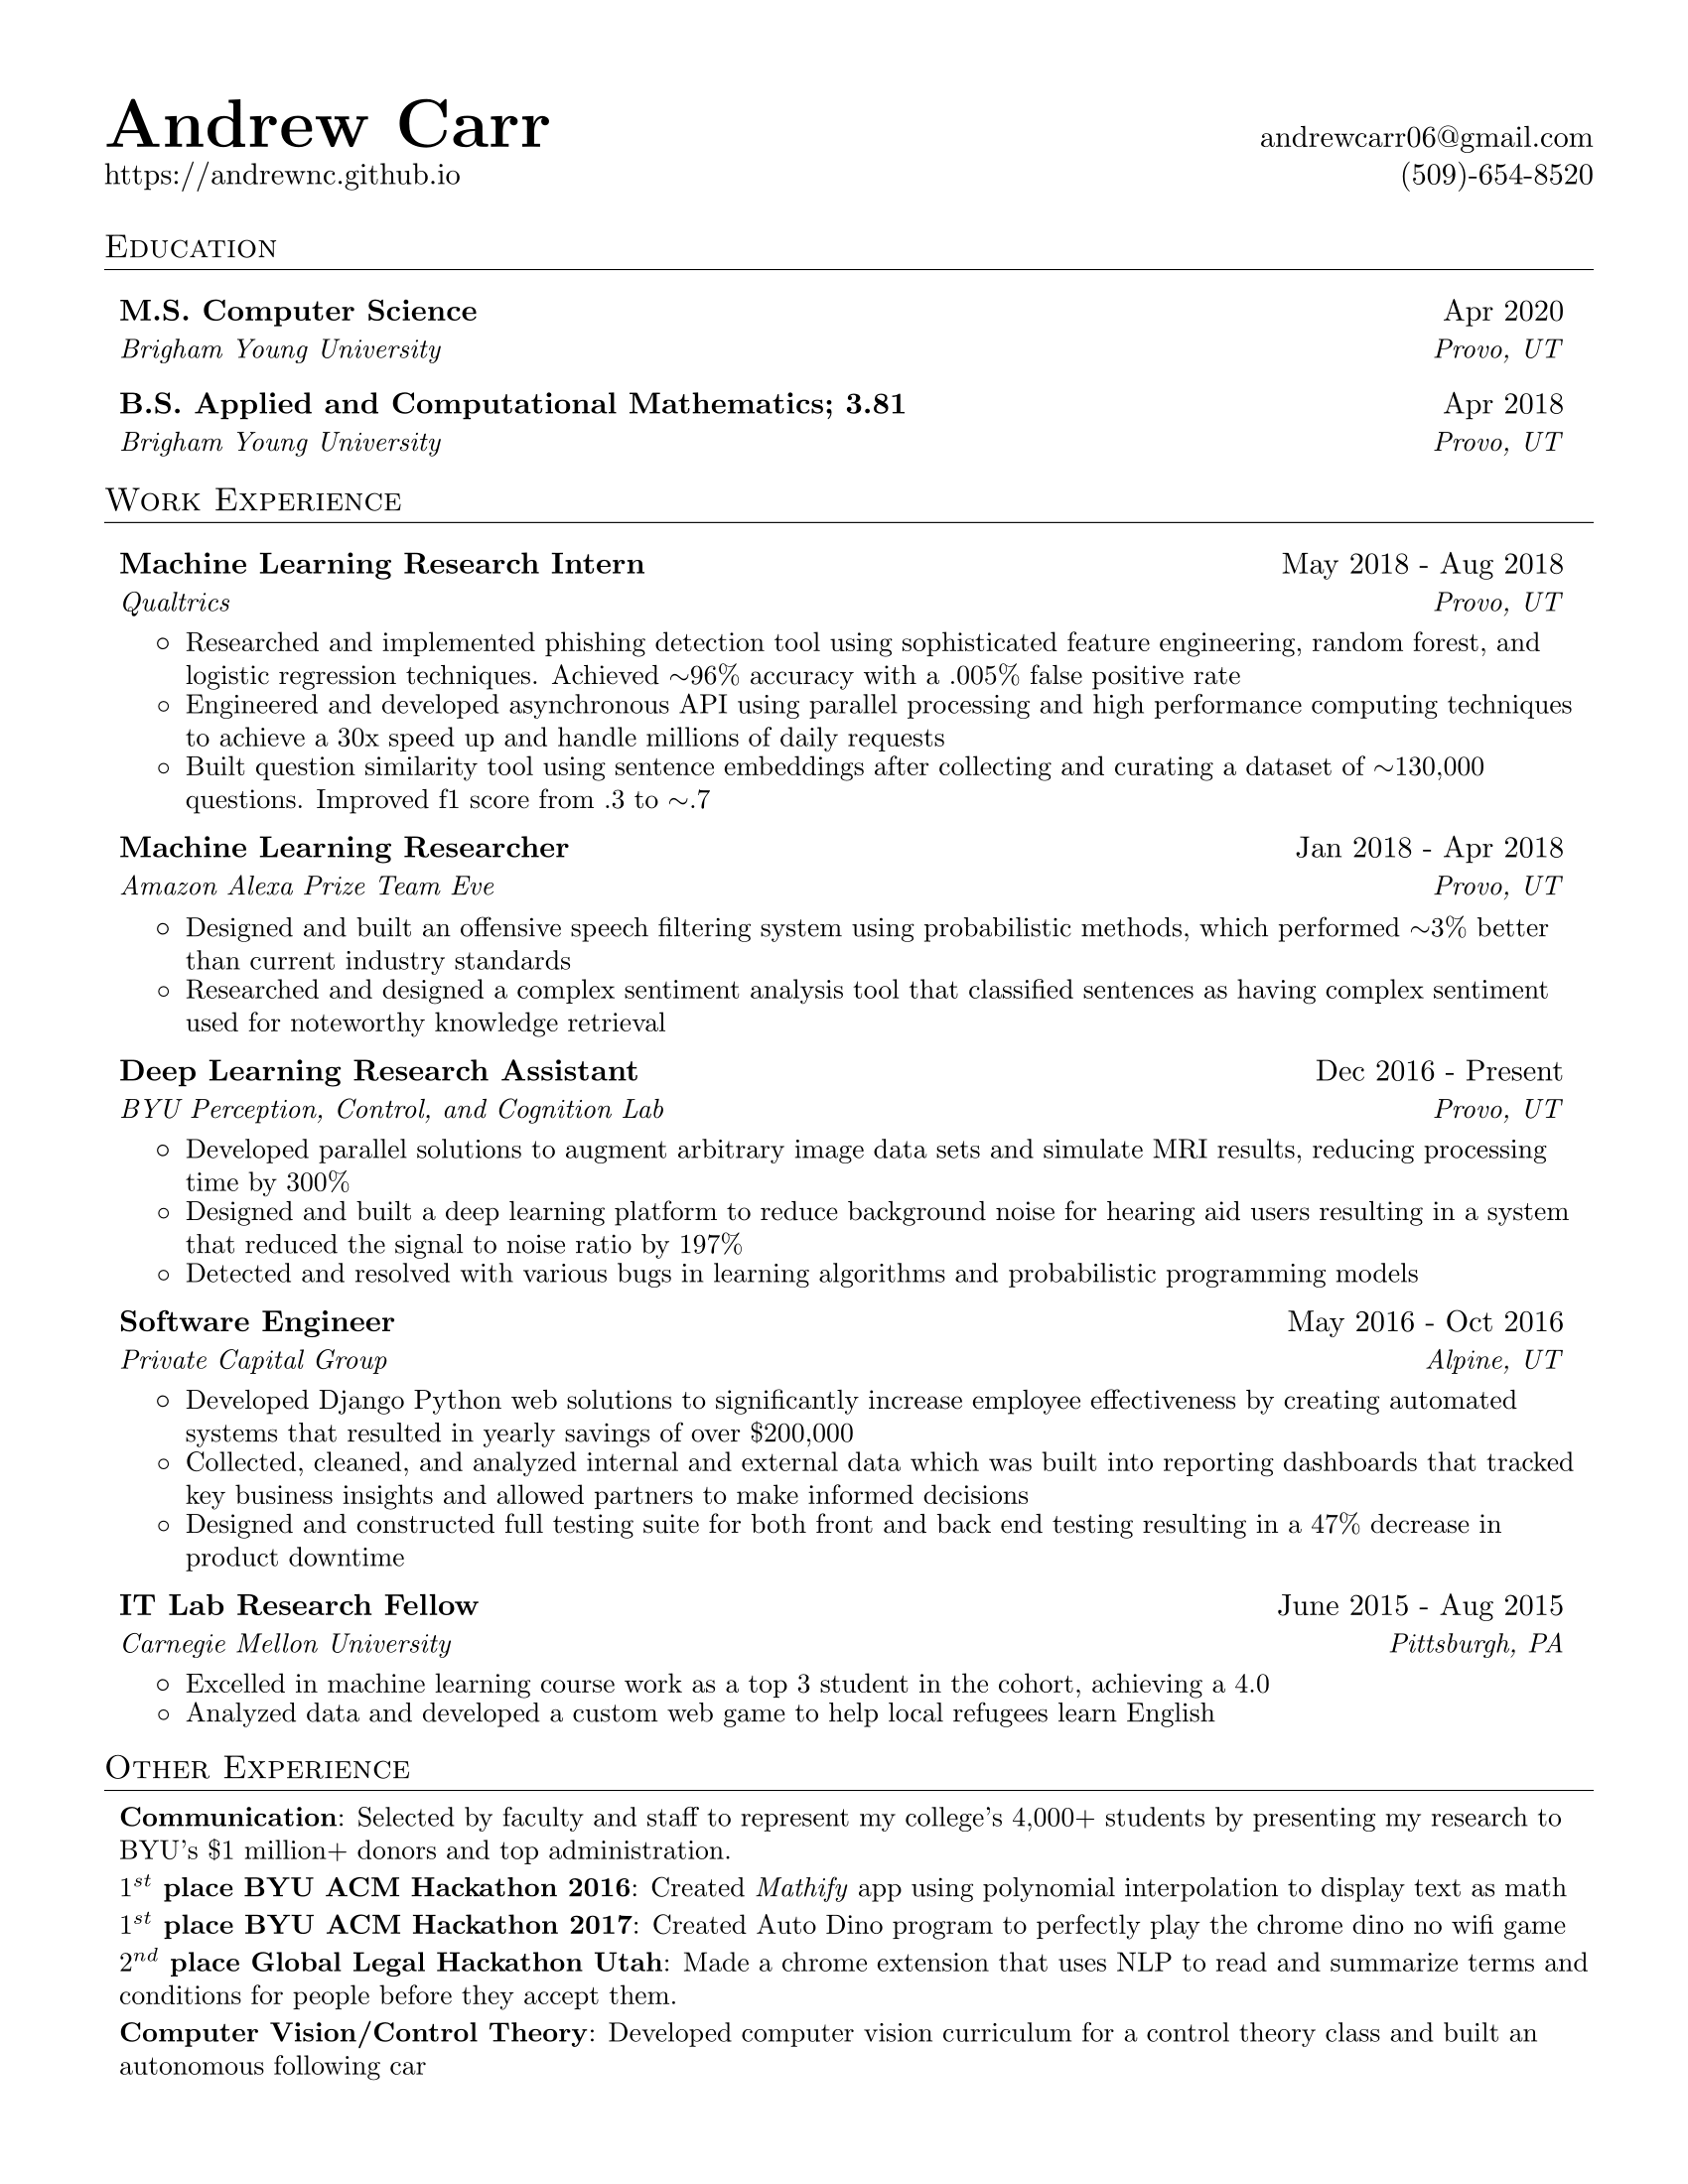 Andrew Carr
andrewcarr06@gmail.com
https://andrewnc.github.io
(509)-654-8520
Education
M.S. Computer Science Apr 2020
Brigham Young University Provo, UT
B.S. Applied and Computational Mathematics; 3.81 Apr 2018
Brigham Young University Provo, UT
Work Experience
Machine Learning Research Intern May 2018 - Aug 2018
Qualtrics Provo, UT
◦ Researched and implemented phishing detection tool using sophisticated feature engineering, random forest, and
logistic regression techniques. Achieved ∼96% accuracy with a .005% false positive rate
◦ Engineered and developed asynchronous API using parallel processing and high performance computing techniques
to achieve a 30x speed up and handle millions of daily requests
◦ Built question similarity tool using sentence embeddings after collecting and curating a dataset of ∼130,000
questions. Improved f1 score from .3 to ∼.7
Machine Learning Researcher Jan 2018 - Apr 2018
Amazon Alexa Prize Team Eve Provo, UT
◦ Designed and built an offensive speech filtering system using probabilistic methods, which performed ∼3% better
than current industry standards
◦ Researched and designed a complex sentiment analysis tool that classified sentences as having complex sentiment
used for noteworthy knowledge retrieval
Deep Learning Research Assistant Dec 2016 - Present
BYU Perception, Control, and Cognition Lab Provo, UT
◦ Developed parallel solutions to augment arbitrary image data sets and simulate MRI results, reducing processing
time by 300%
◦ Designed and built a deep learning platform to reduce background noise for hearing aid users resulting in a system
that reduced the signal to noise ratio by 197%
◦ Detected and resolved with various bugs in learning algorithms and probabilistic programming models
Software Engineer May 2016 - Oct 2016
Private Capital Group Alpine, UT
◦ Developed Django Python web solutions to significantly increase employee effectiveness by creating automated
systems that resulted in yearly savings of over $200,000
◦ Collected, cleaned, and analyzed internal and external data which was built into reporting dashboards that tracked
key business insights and allowed partners to make informed decisions
◦ Designed and constructed full testing suite for both front and back end testing resulting in a 47% decrease in
product downtime
IT Lab Research Fellow June 2015 - Aug 2015
Carnegie Mellon University Pittsburgh, PA
◦ Excelled in machine learning course work as a top 3 student in the cohort, achieving a 4.0
◦ Analyzed data and developed a custom web game to help local refugees learn English
Other Experience
Communication: Selected by faculty and staff to represent my college's 4,000+ students by presenting my research to
BYU's $1 million+ donors and top administration.
1st place BYU ACM Hackathon 2016: Created Mathify app using polynomial interpolation to display text as math
1st place BYU ACM Hackathon 2017: Created Auto Dino program to perfectly play the chrome dino no wifi game
2nd place Global Legal Hackathon Utah: Made a chrome extension that uses NLP to read and summarize terms and
conditions for people before they accept them.
Computer Vision/Control Theory: Developed computer vision curriculum for a control theory class and built an
autonomous following car